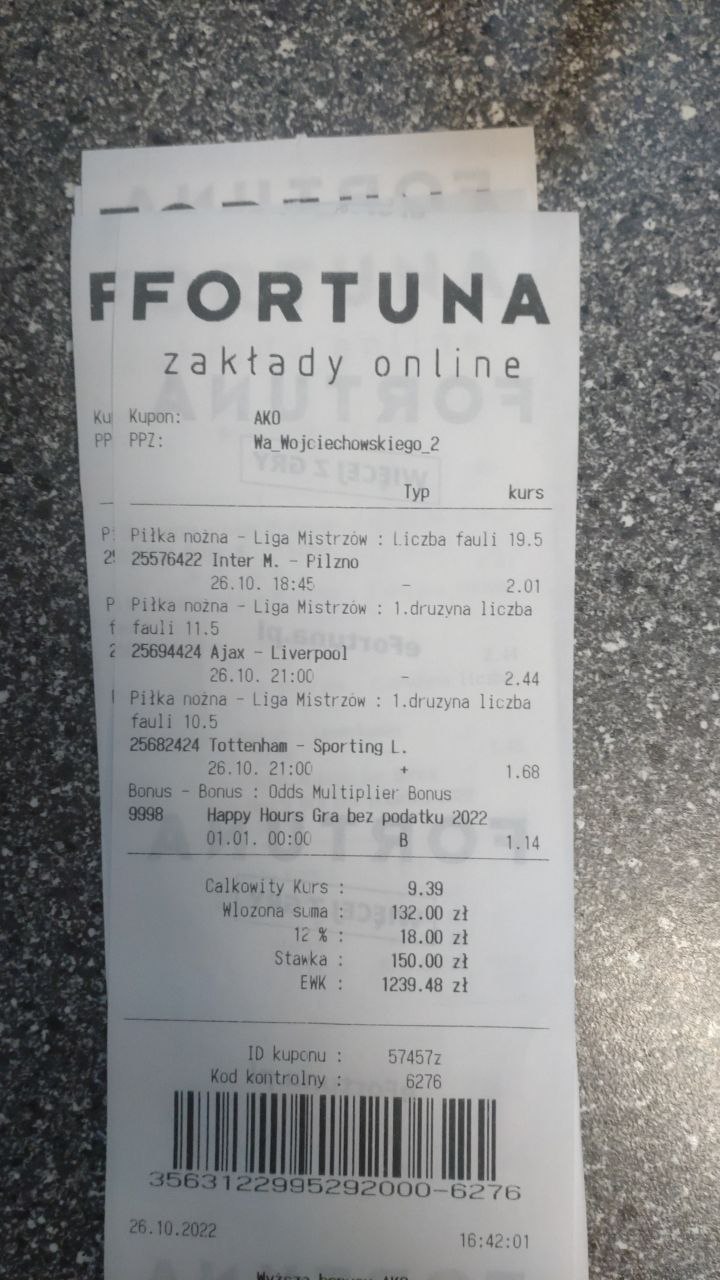 FFORTUNA
zakłady online
Ku Kupon: AKO
PP PPZ: Wa_Wojciechowskiego_2
Typ kurs
Piłka nożna - Liga Mistrzów : Liczba fauli 19.5
25576422 Inter M. - Pilzno
26.10. 18:45 - 2.01
Piłka nożna - Liga Mistrzów : 1.druzyna liczba
fauli 11.5
25694424 Ajax - Liverpool
26.10. 21:00 - 2.44
Piłka nożna - Liga Mistrzów : 1.druzyna liczba
fauli 10.5
25682424 Tottenham - Sporting L.
26.10. 21:00 + 1.68
Bonus - Bonus : Odds Multiplier Bonus
9998 Happy Hours Gra bez podatku 2022
01.01. 00:00 B 1.14
Calkowity Kurs : 9.39
Wlozona suma : 132.00 zł
12 % : 18.00 zł
Stawka : 150.00 zł
EWK : 1239.48 zł
ID kuponu : 57457z
Kod kontrolny : 6276
3563122995292000-6276
26.10.2022 16:42:01